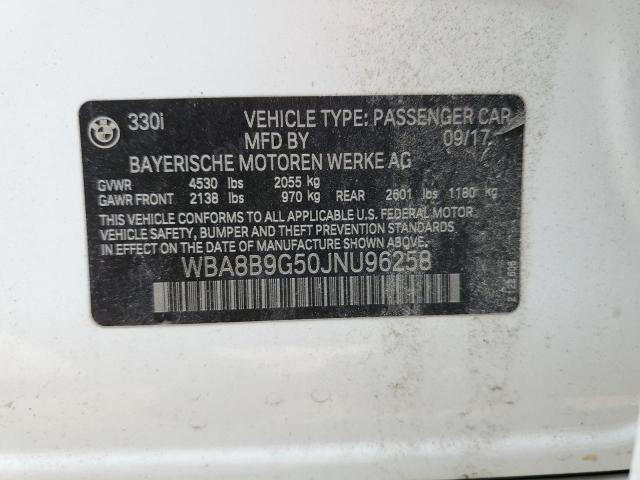 330i VEHICLE TYPE: PASSENGER CAR
MFD BY 09/17
BAYERISCHE MOTOREN WERKE AG
GVWR 4530 lbs 2055 kg
GAWR FRONT 2138 lbs 970 kg REAR 2601 lbs 1180 kg
THIS VEHICLE CONFORMS TO ALL APPLICABLE U.S. FEDERAL MOTOR
VEHICLE SAFETY, BUMPER AND THEFT PREVENTION STANDARDS
IN EFFECT ON THE DATE OF MANUFACTURE SHOWN ABOVE.
WBA8B9G50JNU96258